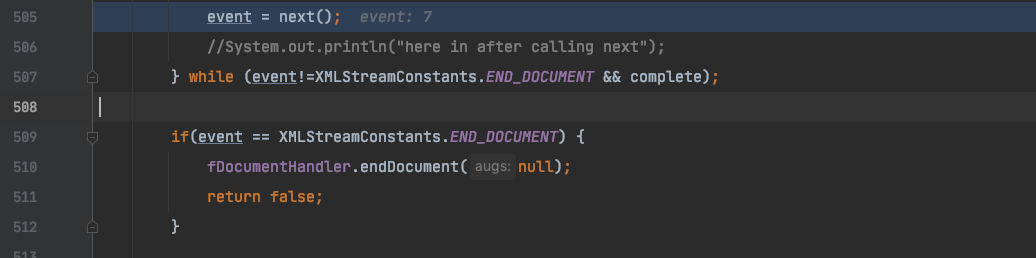 505 event = next(); event: 7
506 //System.out.println("here in after calling next");
507 } while (event!=XMLStreamConstants.END_DOCUMENT && complete);
508
509 if(event == XMLStreamConstants.END_DOCUMENT) {
510 fDocumentHandler.endDocument( augs: null);
511 return false;
512 }
513